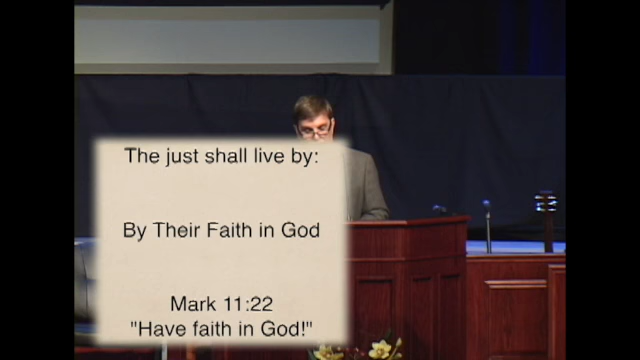 The just shall live by:
By Their Faith in God
Mark 11:22
"Have faith in God!"